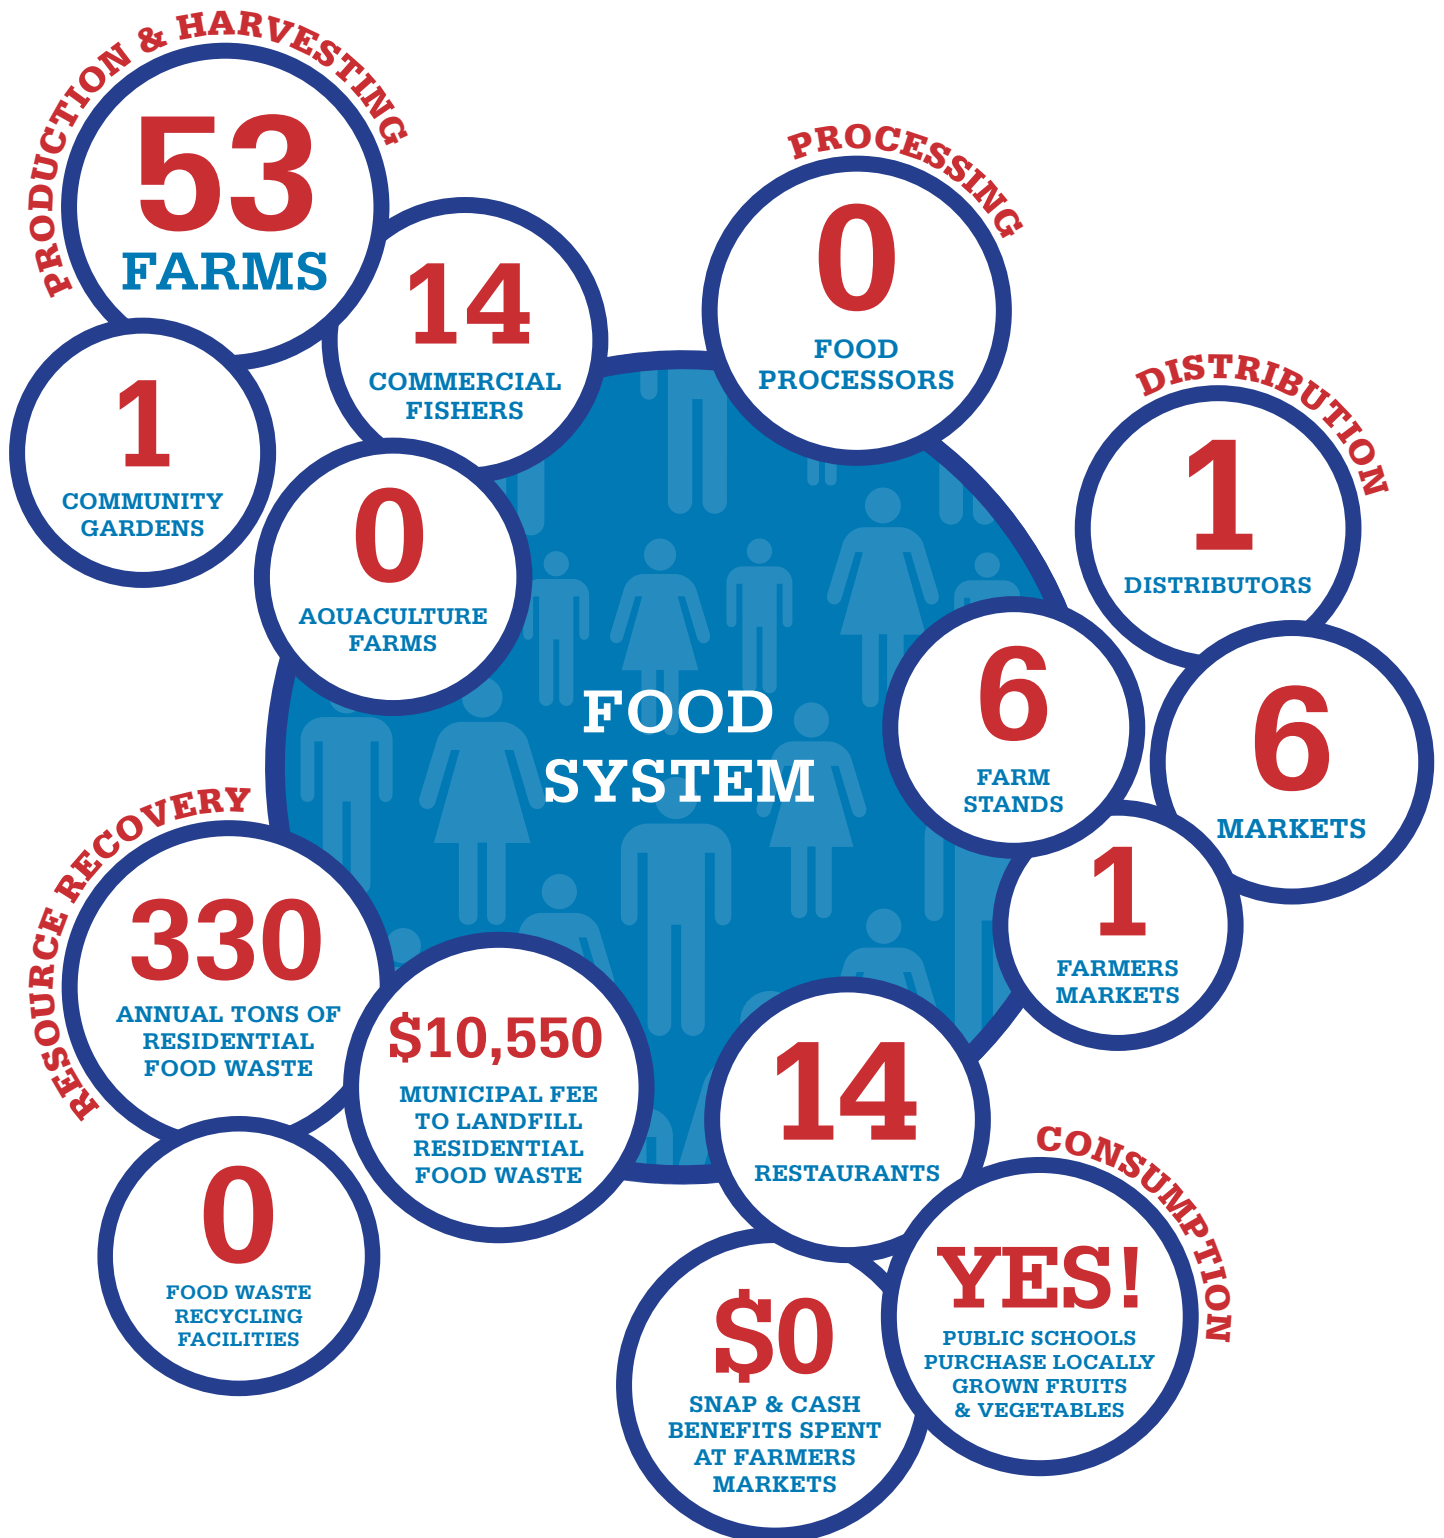 PRODUCTION & HARVESTING
53
FARMS
14
COMMERCIAL
FISHERS
1
COMMUNITY
GARDENS
0
AQUACULTURE
FARMS
PROCESSING
0
FOOD
PROCESSORS
DISTRIBUTION
1
DISTRIBUTORS
6
FARM
STANDS
6
MARKETS
1
FARMERS
MARKETS
FOOD
SYSTEM
RESOURCE RECOVERY
330
ANNUAL TONS OF
RESIDENTIAL
FOOD WASTE
$10,550
MUNICIPAL FEE
TO LANDFILL
RESIDENTIAL
FOOD WASTE
0
FOOD WASTE
RECYCLING
FACILITIES
CONSUMPTION
14
RESTAURANTS
YES!
PUBLIC SCHOOLS
PURCHASE LOCALLY
GROWN FRUITS
& VEGETABLES
$0
SNAP & CASH
BENEFITS SPENT
AT FARMERS
MARKETS